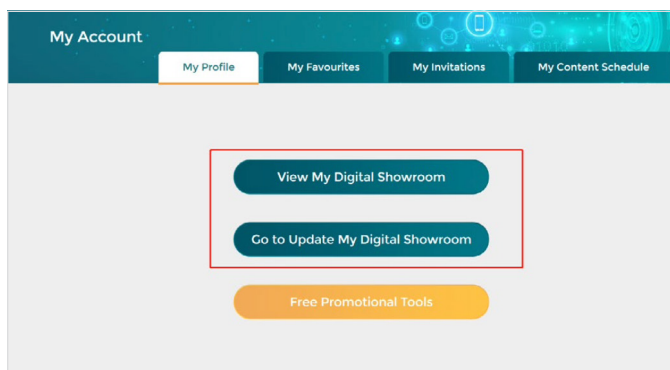 My Account
My Profile
My Favourites
My Invitations
My Content Schedule
View My Digital Showroom
Go to Update My Digital Showroom
Free Promotional Tools